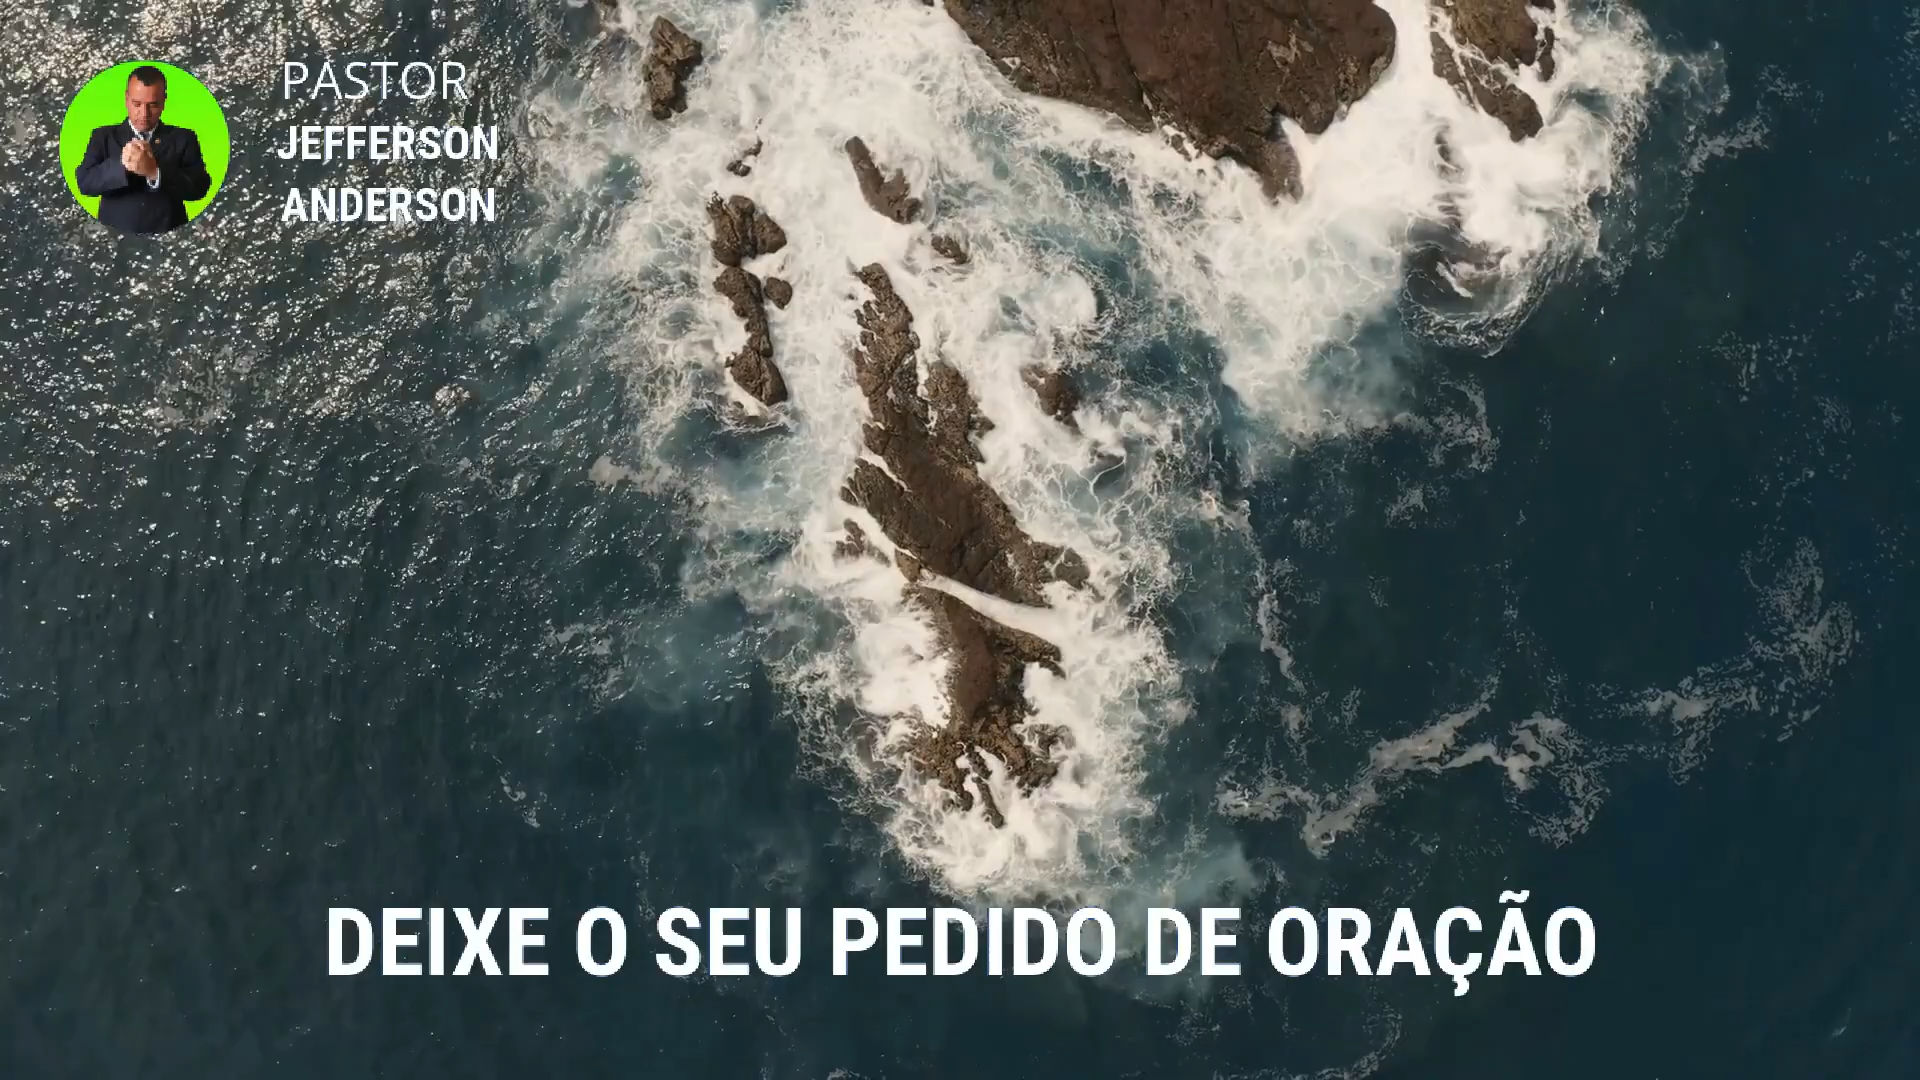 PASTOR
JEFFERSON
ANDERSON
DEIXE O SEU PEDIDO DE ORAÇÃO